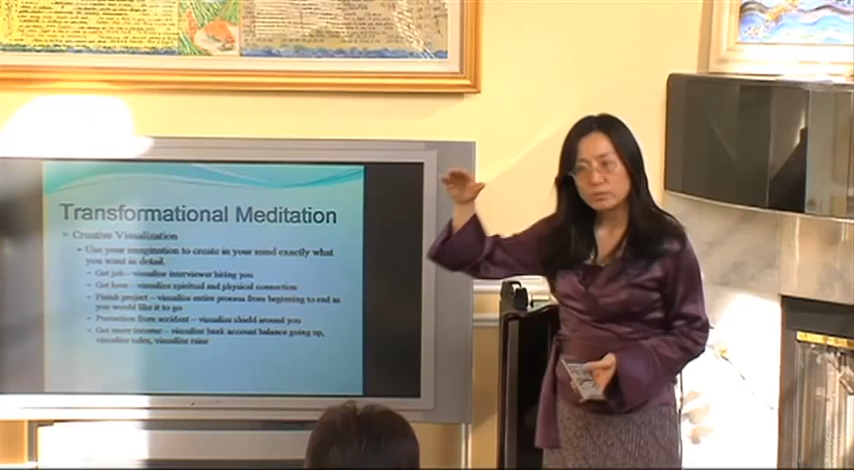 Transformational Meditation
Creative Visualization
Use your imagination to create in your mind exactly what
you want in detail.
Get job – visualize interviewer hiring you
Get love – visualize spiritual and physical connection
Finish project – visualize entire process from beginning to end as
you would like it to go
Protection from accident – visualize shield around you
Get more income – visualize bank account balance going up,
visualize sales, visualize raise